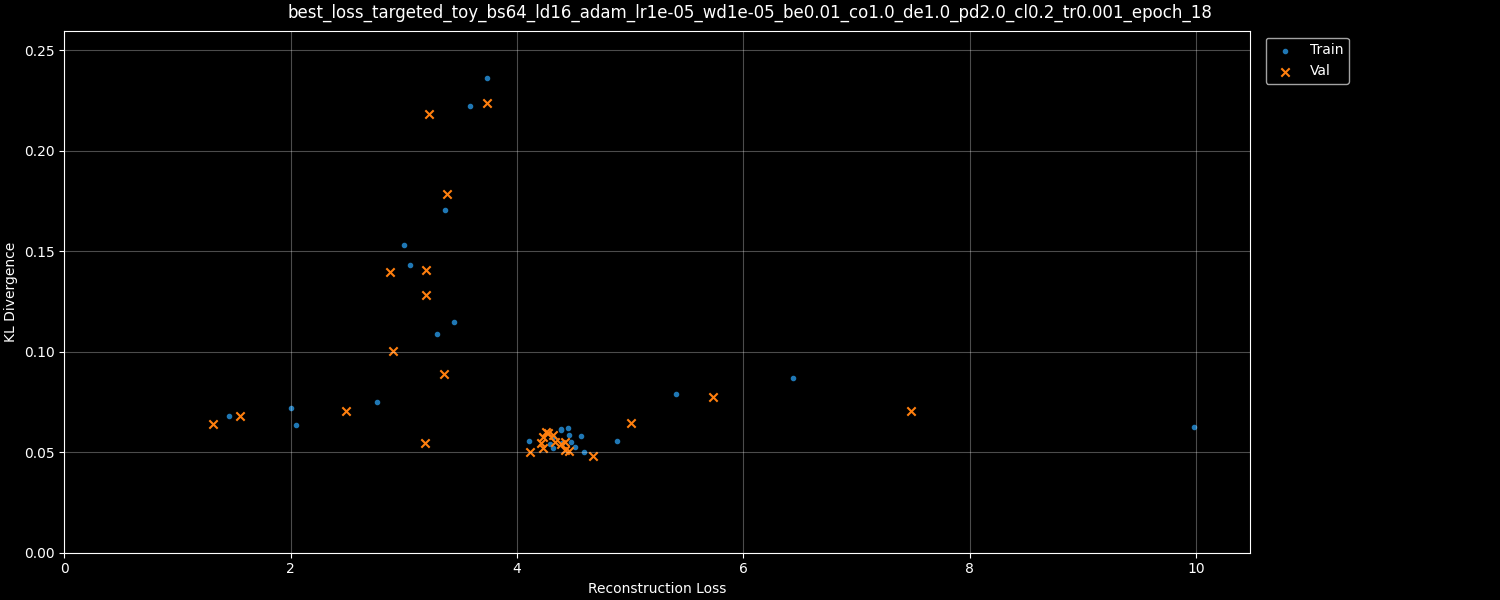 best_loss_targeted_toy_bs64_ld16_adam_lr1e-05_wd1e-05_be0.01_co1.0_de1.0_pd2.0_cl0.2_tr0.001_epoch_18
Train
Val
KL Divergence
0.25
0.20
0.15
0.10
0.05
0.00
0 2 4 6 8 10
Reconstruction Loss